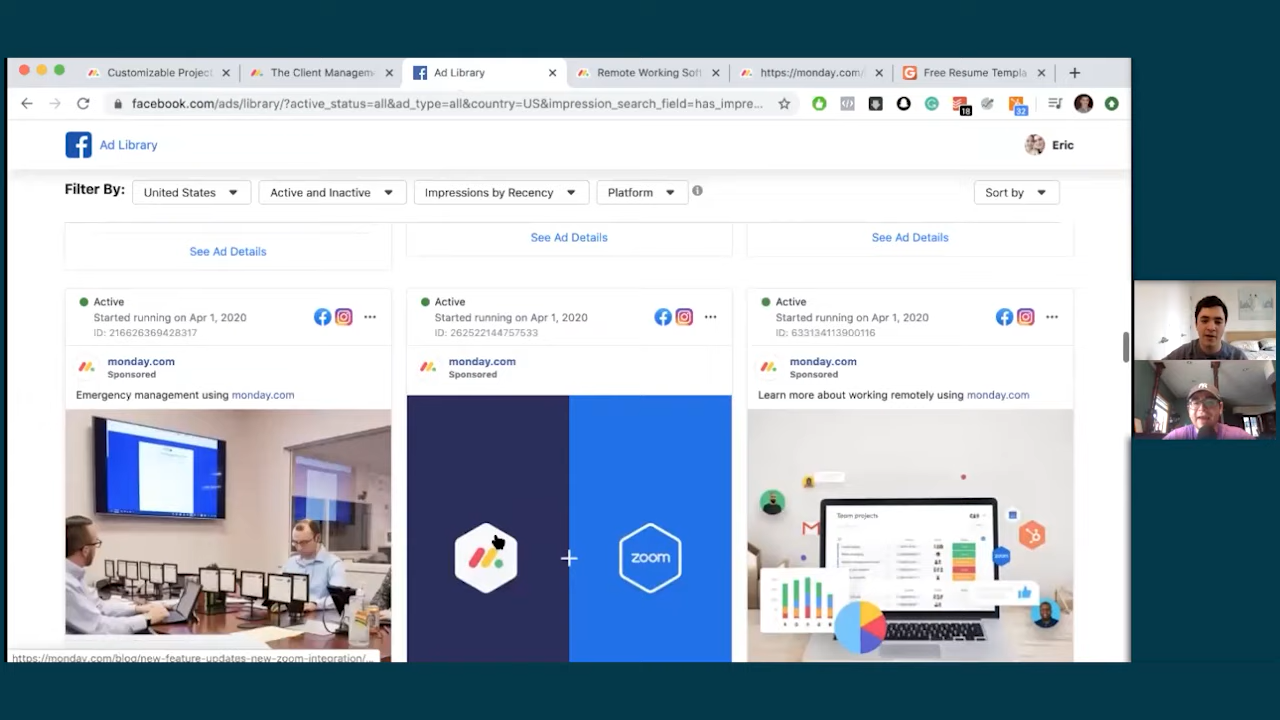 Customizable Project
The Client Managem
Ad Library
Remote Working Soft
https://monday.com/
Free Resume Templa
facebook.com/ads/library/?active_status=all&ad_type=all&country=US&impression_search_field=has_impre...
18
32
Ad Library
Eric
Filter By:
United States
Active and Inactive
Impressions by Recency
Platform
Sort by
See Ad Details
See Ad Details
See Ad Details
Active
Started running on Apr 1, 2020
ID: 216626369428317
monday.com
Sponsored
Emergency management using monday.com
Active
Started running on Apr 1, 2020
ID: 262522144757533
monday.com
Sponsored
+
zoom
Active
Started running on Apr 1, 2020
ID: 633134113900116
monday.com
Sponsored
Learn more about working remotely using monday.com
Team projects
https://monday.com/blog/new-feature-updates-new-zoom-integration/...